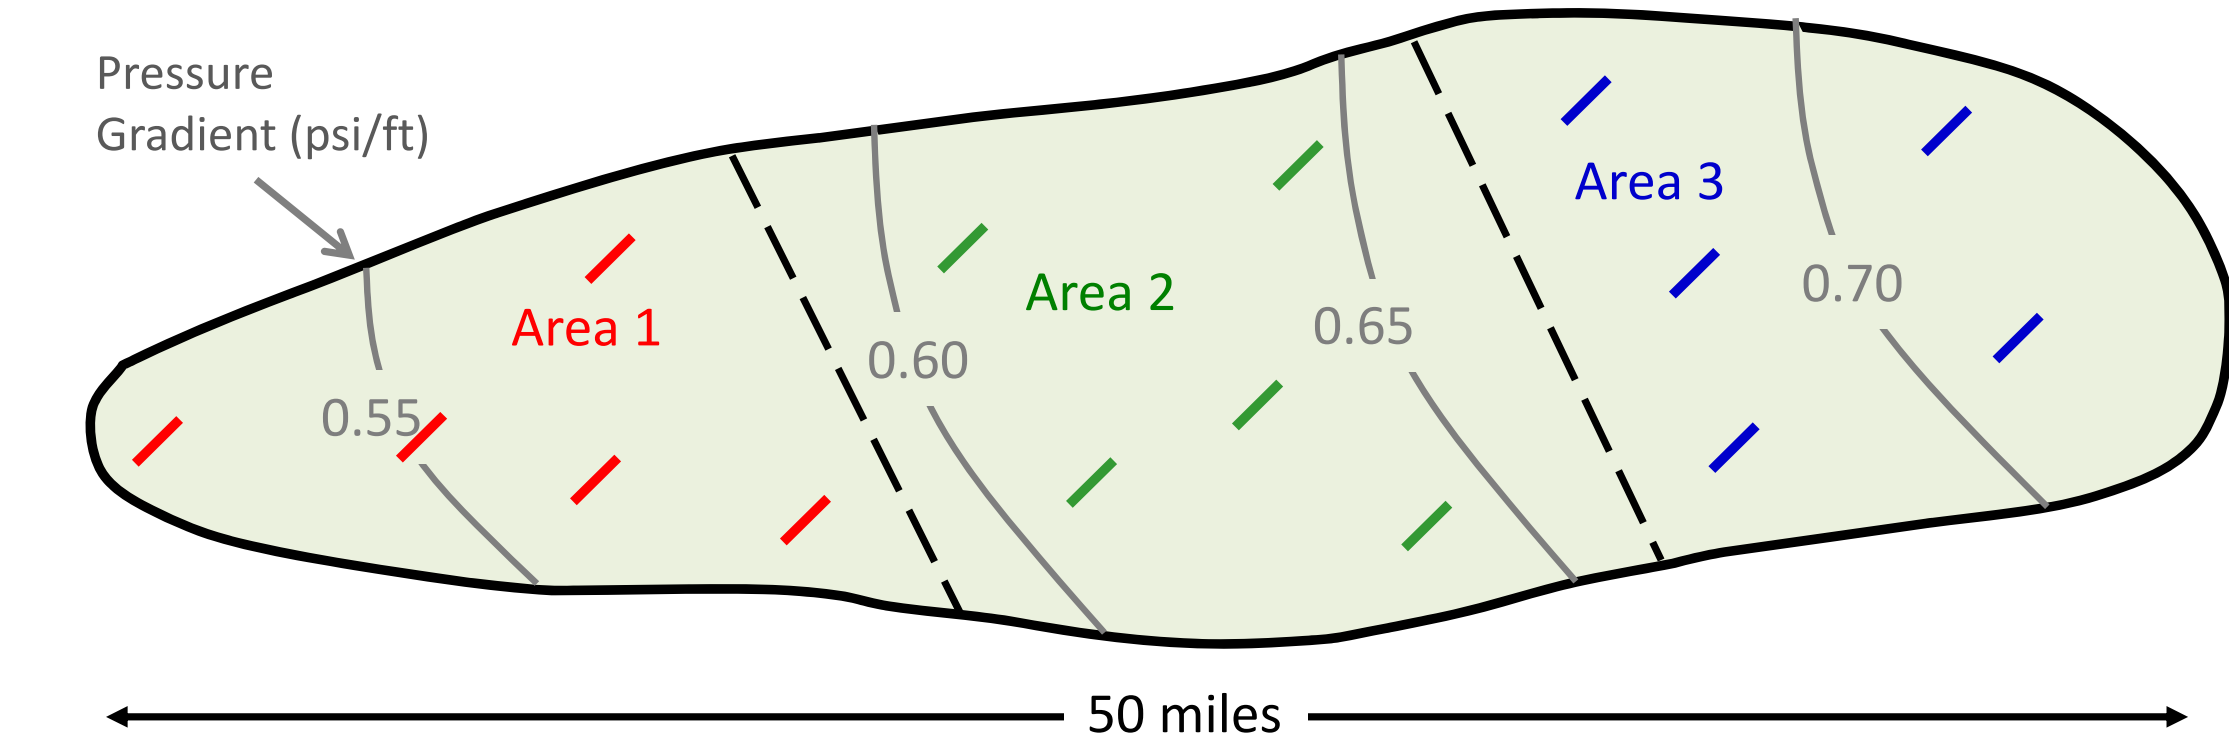 Pressure
Gradient (psi/ft)
Area 1
Area 2
Area 3
0.55
0.60
0.65
0.70
50 miles